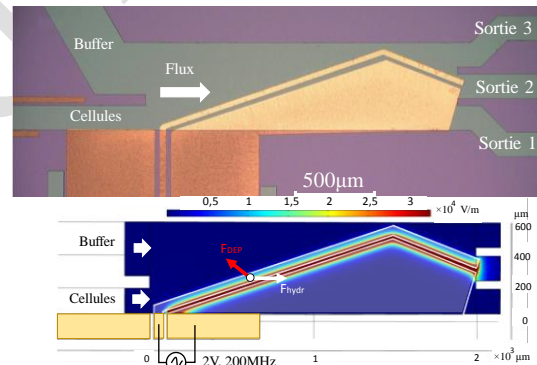 Sortie 3
Buffer
Flux
Sortie 2
Cellules
Sortie 1
500µm
0,5 1 1,5 2 2,5 3 ×10⁴ V/m
µm
600
Buffer
F_DEP
400
F_hydr
200
Cellules
0
0 1 2 ×10³ µm
2V, 200MHz